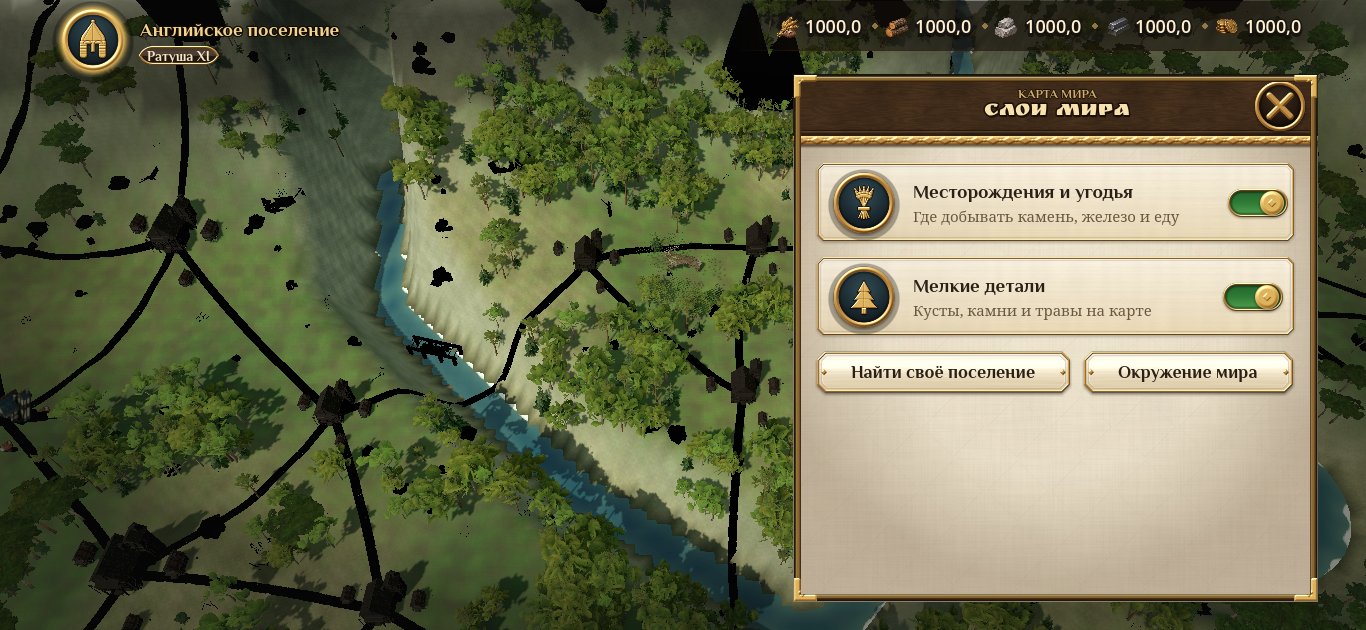 Английское поселение
Ратуша XI
1000,0
1000,0
1000,0
1000,0
1000,0
КАРТА МИРА
СЛОИ МИРА
Месторождения и угодья
Где добывать камень, железо и еду
Мелкие детали
Кусты, камни и травы на карте
Найти своё поселение
Окружение мира